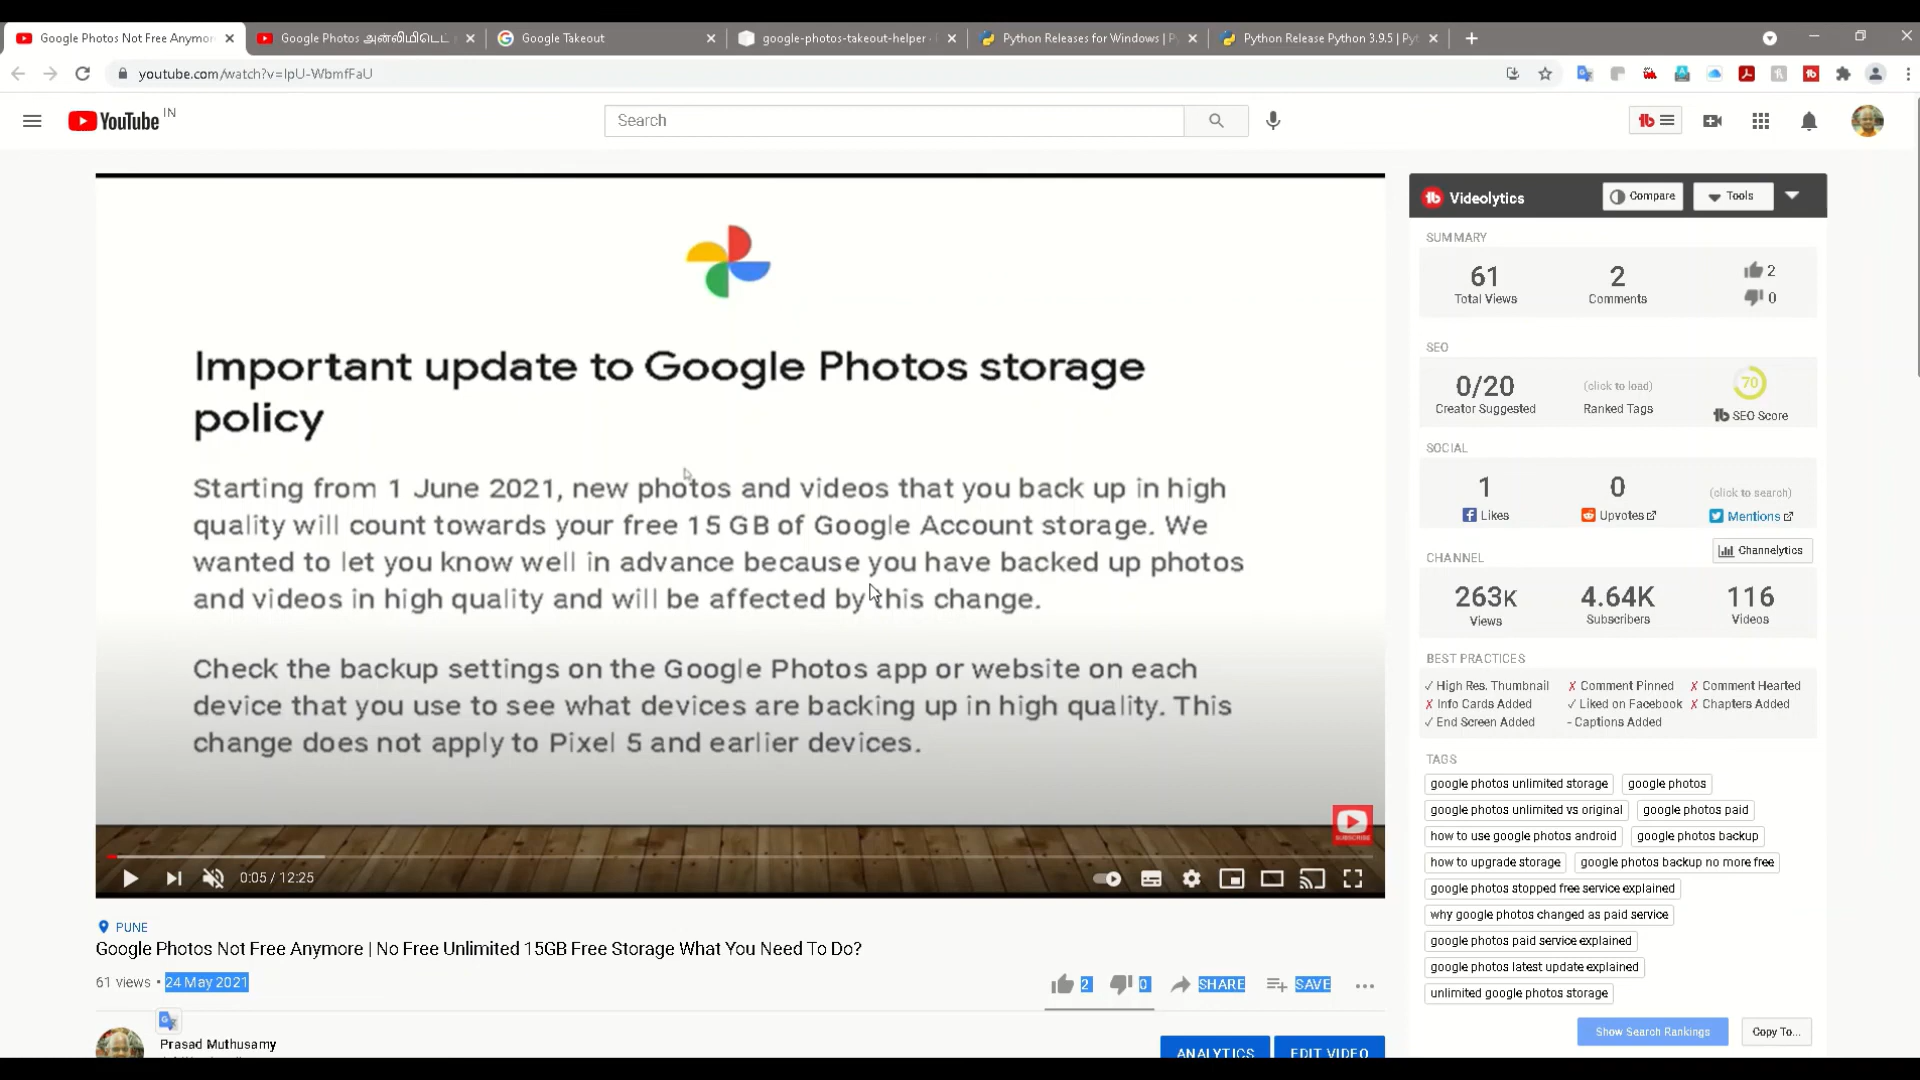 Google Photos Not Free Anymor
Google Photos அன்லிமிடெட்
Google Takeout
google-photos-takeout-helper ·
Python Releases for Windows | P
Python Release Python 3.9.5 | Pyt
youtube.com/watch?v=IpU-WbmfFaU
YouTube IN
Search
Important update to Google Photos storage
policy
Starting from 1 June 2021, new photos and videos that you back up in high
quality will count towards your free 15 GB of Google Account storage. We
wanted to let you know well in advance because you have backed up photos
and videos in high quality and will be affected by this change.
Check the backup settings on the Google Photos app or website on each
device that you use to see what devices are backing up in high quality. This
change does not apply to Pixel 5 and earlier devices.
SUBSCRIBE
0:05 / 12:25
PUNE
Google Photos Not Free Anymore | No Free Unlimited 15GB Free Storage What You Need To Do?
61 views • 24 May 2021
2 0 SHARE SAVE
Prasad Muthusamy
ANALYTICS EDIT VIDEO
tb Videolytics Compare Tools
SUMMARY
61 2 2
Total Views Comments 0
SEO
0/20 (click to load) 70
Creator Suggested Ranked Tags tb SEO Score
SOCIAL
1 0 (click to search)
Likes Upvotes Mentions
CHANNEL Channelytics
263K 4.64K 116
Views Subscribers Videos
BEST PRACTICES
✓ High Res. Thumbnail ✗ Comment Pinned ✗ Comment Hearted
✗ Info Cards Added ✓ Liked on Facebook ✗ Chapters Added
✓ End Screen Added - Captions Added
TAGS
google photos unlimited storage google photos
google photos unlimited vs original google photos paid
how to use google photos android google photos backup
how to upgrade storage google photos backup no more free
google photos stopped free service explained
why google photos changed as paid service
google photos paid service explained
google photos latest update explained
unlimited google photos storage
Show Search Rankings Copy To...